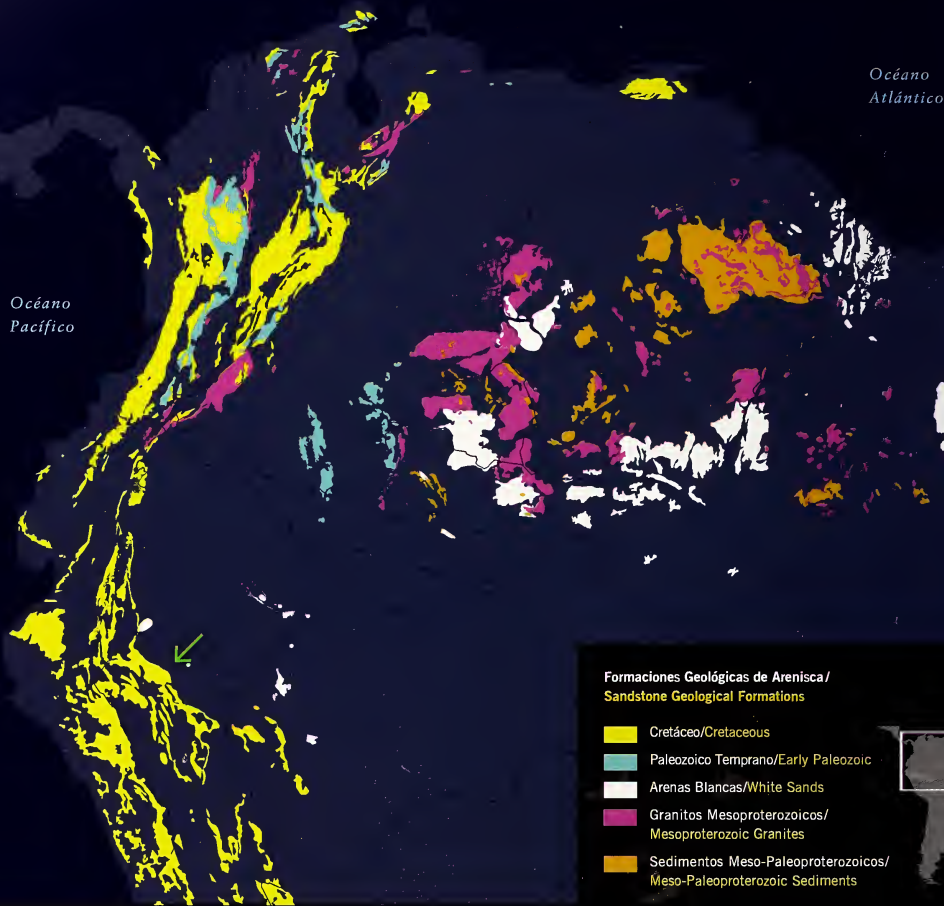 Océano
Atlántico
Océano
Pacífico
Formaciones Geológicas de Arenisca/
Sandstone Geological Formations
Cretáceo/Cretaceous
Paleozoico Temprano/Early Paleozoic
Arenas Blancas/White Sands
Granitos Mesoproterozoicos/
Mesoproterozoic Granites
Sedimentos Meso-Paleoproterozoicos/
Meso-Paleoproterozoic Sediments